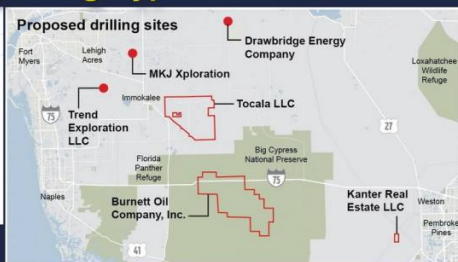 Proposed drilling sites
Fort
Myers
Lehigh
Acres
Drawbridge Energy
Company
MKJ Xploration
Loxahatchee
Wildlife
Refuge
Immokalee
Tocala LLC
75
Trend
Exploration
LLC
27
Florida
Panther
Refuge
Big Cypress
National Preserve
75
Naples
Burnett Oil
Company, Inc.
Kanter Real
Estate LLC
Weston
Pembroke
Pines
41